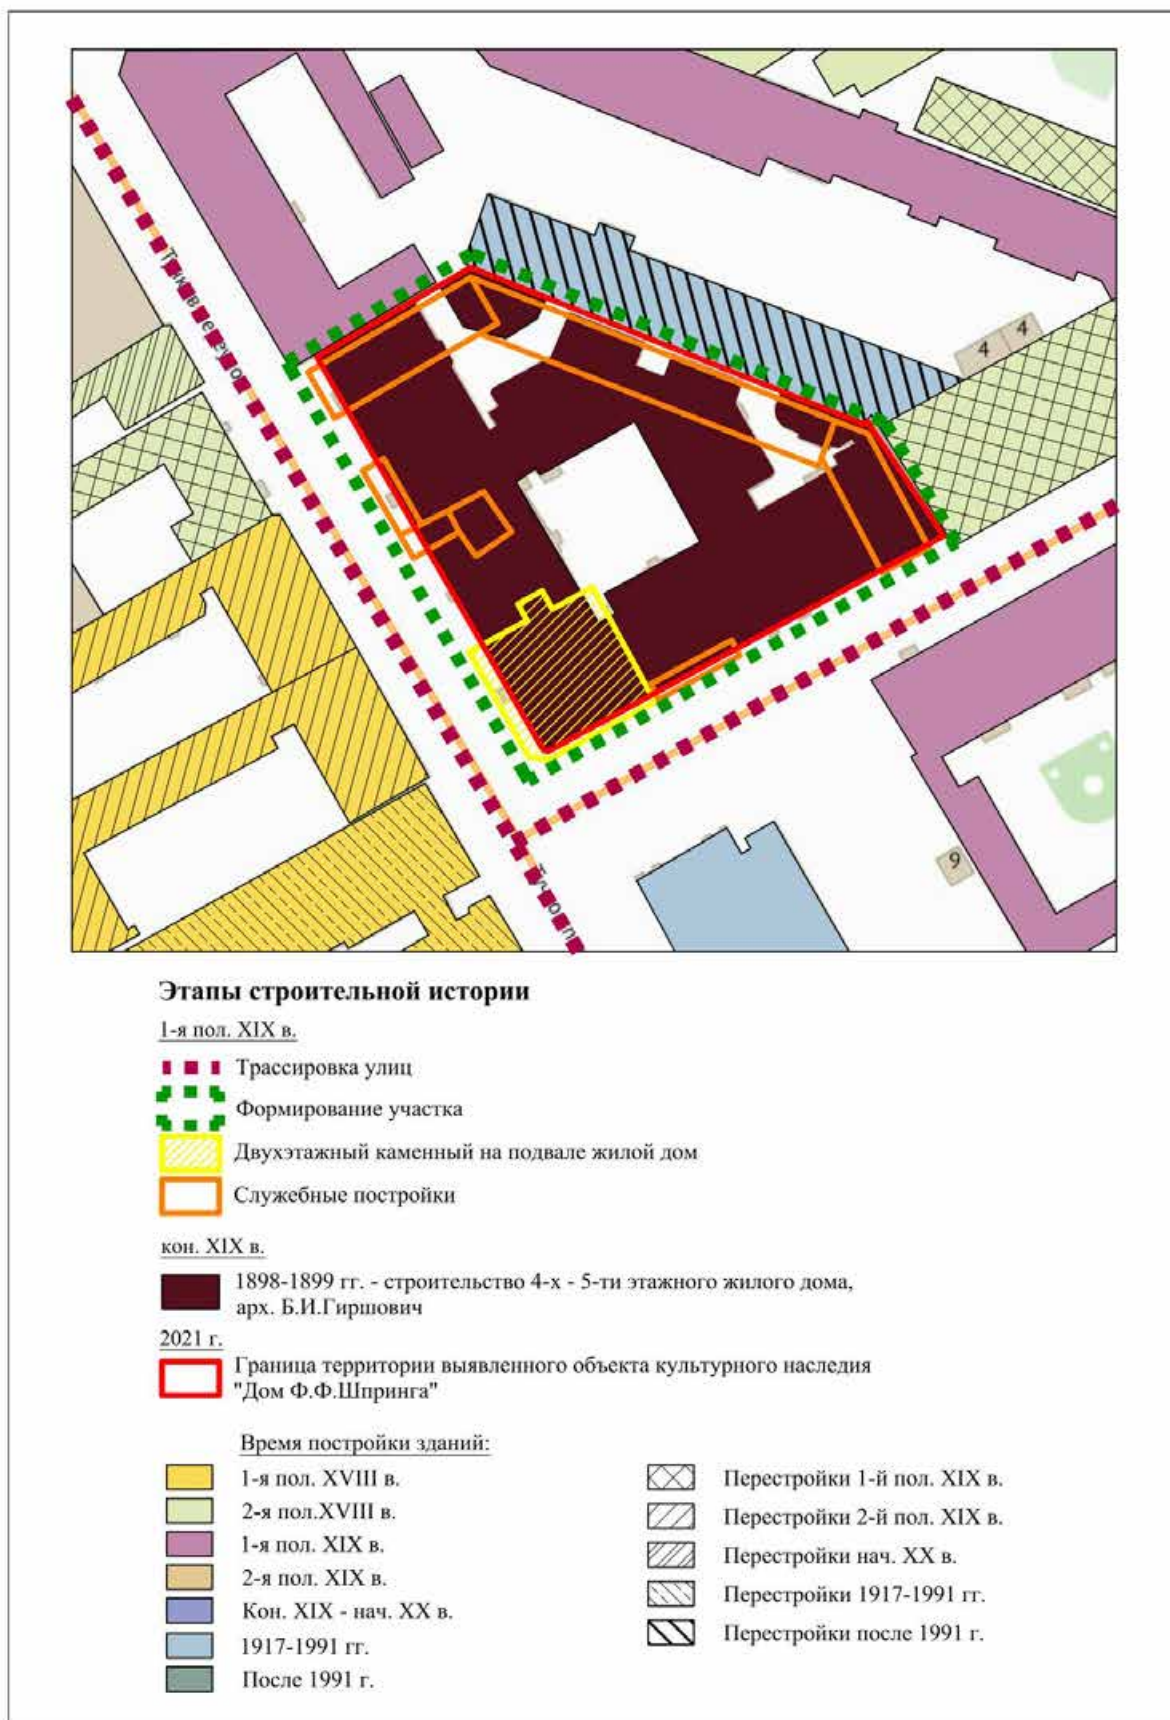 4
4
9
Этапы строительной истории
1-я пол. XIX в.
Трассировка улиц
Формирование участка
Двухэтажный каменный на подвале жилой дом
Служебные постройки
кон. XIX в.
1898-1899 гг. - строительство 4-х - 5-ти этажного жилого дома,
арх. Б.И.Гиршович
2021 г.
Граница территории выявленного объекта культурного наследия
"Дом Ф.Ф.Шпринга"
Время постройки зданий:
1-я пол. XVIII в.
2-я пол.XVIII в.
1-я пол. XIX в.
2-я пол. XIX в.
Кон. XIX - нач. XX в.
1917-1991 гг.
После 1991 г.
Перестройки 1-й пол. XIX в.
Перестройки 2-й пол. XIX в.
Перестройки нач. XX в.
Перестройки 1917-1991 гг.
Перестройки после 1991 г.